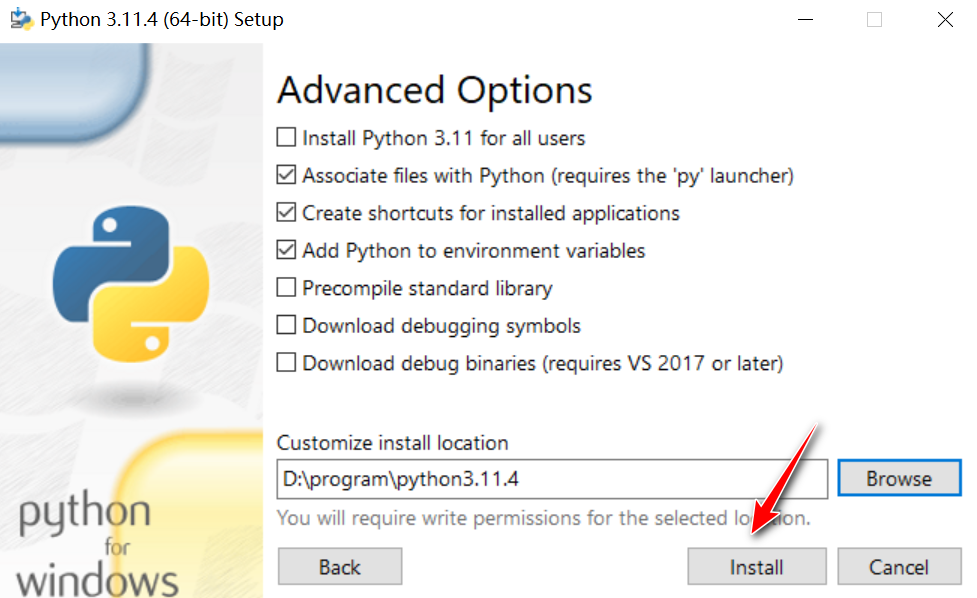 Python 3.11.4 (64-bit) Setup
Advanced Options
Install Python 3.11 for all users
Associate files with Python (requires the 'py' launcher)
Create shortcuts for installed applications
Add Python to environment variables
Precompile standard library
Download debugging symbols
Download debug binaries (requires VS 2017 or later)
Customize install location
D:\program\python3.11.4
Browse
You will require write permissions for the selected location.
python
for
windows
Back
Install
Cancel